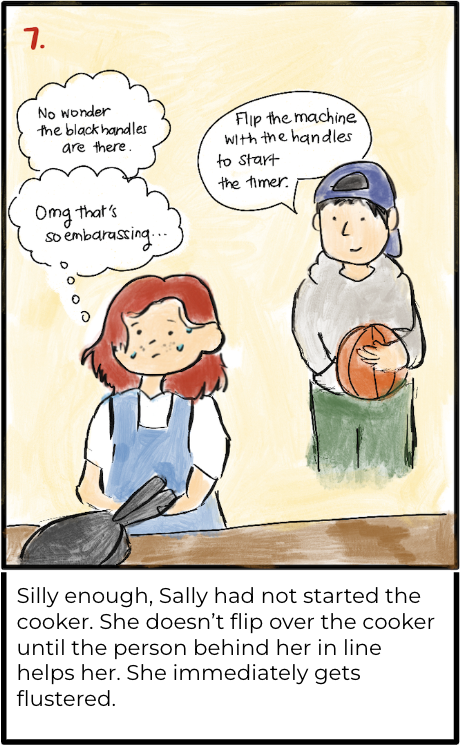 7.
No wonder
the black handles
are there.
Omg that's
so embarassing...
Flip the machine
with the handles
to start
the timer.
Silly enough, Sally had not started the
cooker. She doesn’t flip over the cooker
until the person behind her in line
helps her. She immediately gets
flustered.